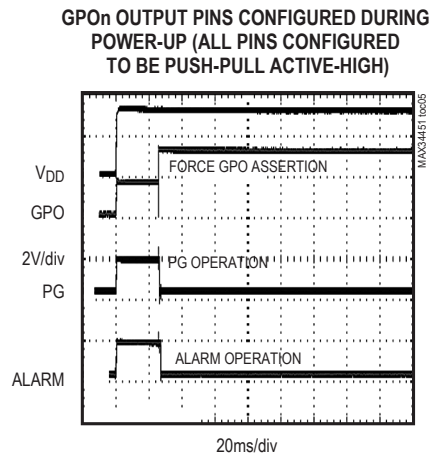 GPOn OUTPUT PINS CONFIGURED DURING
POWER-UP (ALL PINS CONFIGURED
TO BE PUSH-PULL ACTIVE-HIGH)
MAX34451 toc05
VDD
FORCE GPO ASSERTION
GPO
2V/div
PG OPERATION
PG
ALARM OPERATION
ALARM
20ms/div